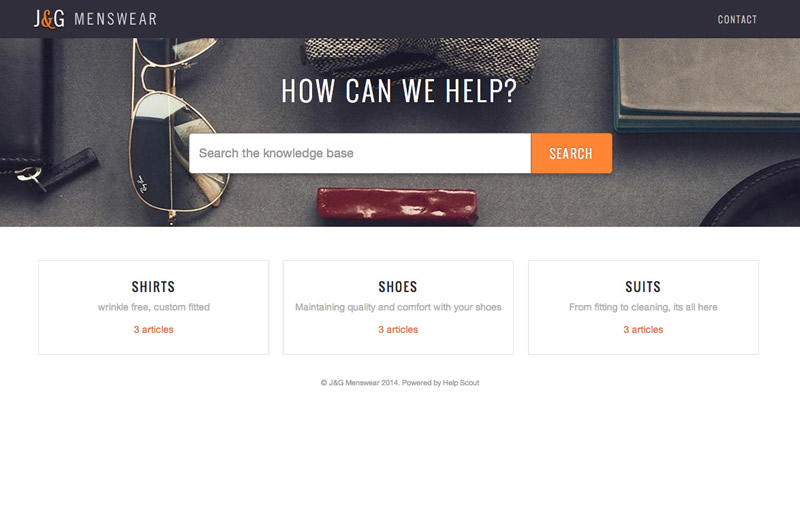 J&G MENSWEAR
CONTACT
HOW CAN WE HELP?
Search the knowledge base
SEARCH
SHIRTS
wrinkle free, custom fitted
3 articles
SHOES
Maintaining quality and comfort with your shoes
3 articles
SUITS
From fitting to cleaning, its all here
3 articles
© J&G Menswear 2014. Powered by Help Scout